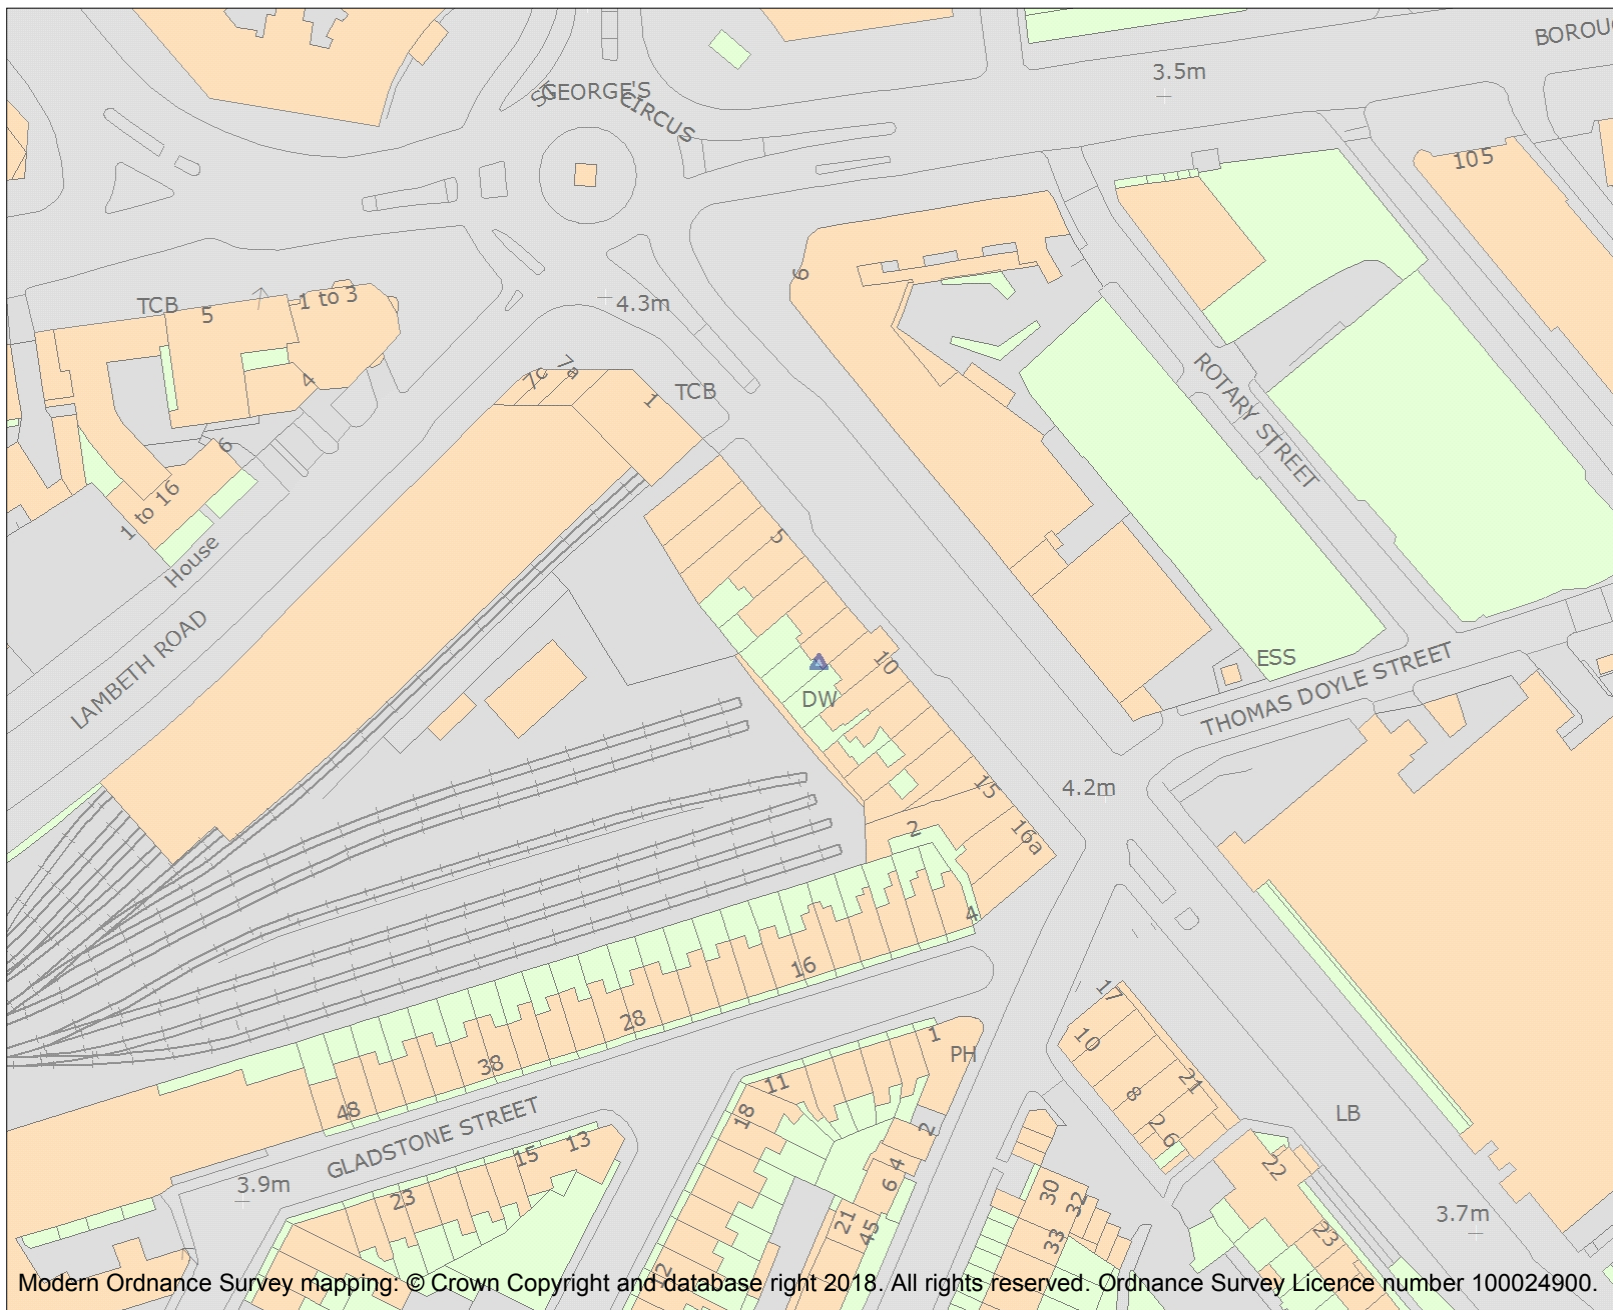 BOROU
3.5m
ST
GEORGE'S
CIRCUS
105
6
TCB
5
1 to 3
4.3m
4
7c
7a
1
TCB
ROTARY STREET
6
1 to 16
House
5
LAMBETH ROAD
10
DW
ESS
THOMAS DOYLE STREET
4.2m
15
2
16a
4
16
28
38
48
17
10
1
PH
11
18
8
21
2 6
LB
GLADSTONE STREET
13
15
2
4
6
22
3.9m
23
30
32
33
21
45
23
3.7m
Modern Ordnance Survey mapping: © Crown Copyright and database right 2018. All rights reserved. Ordnance Survey Licence number 100024900.